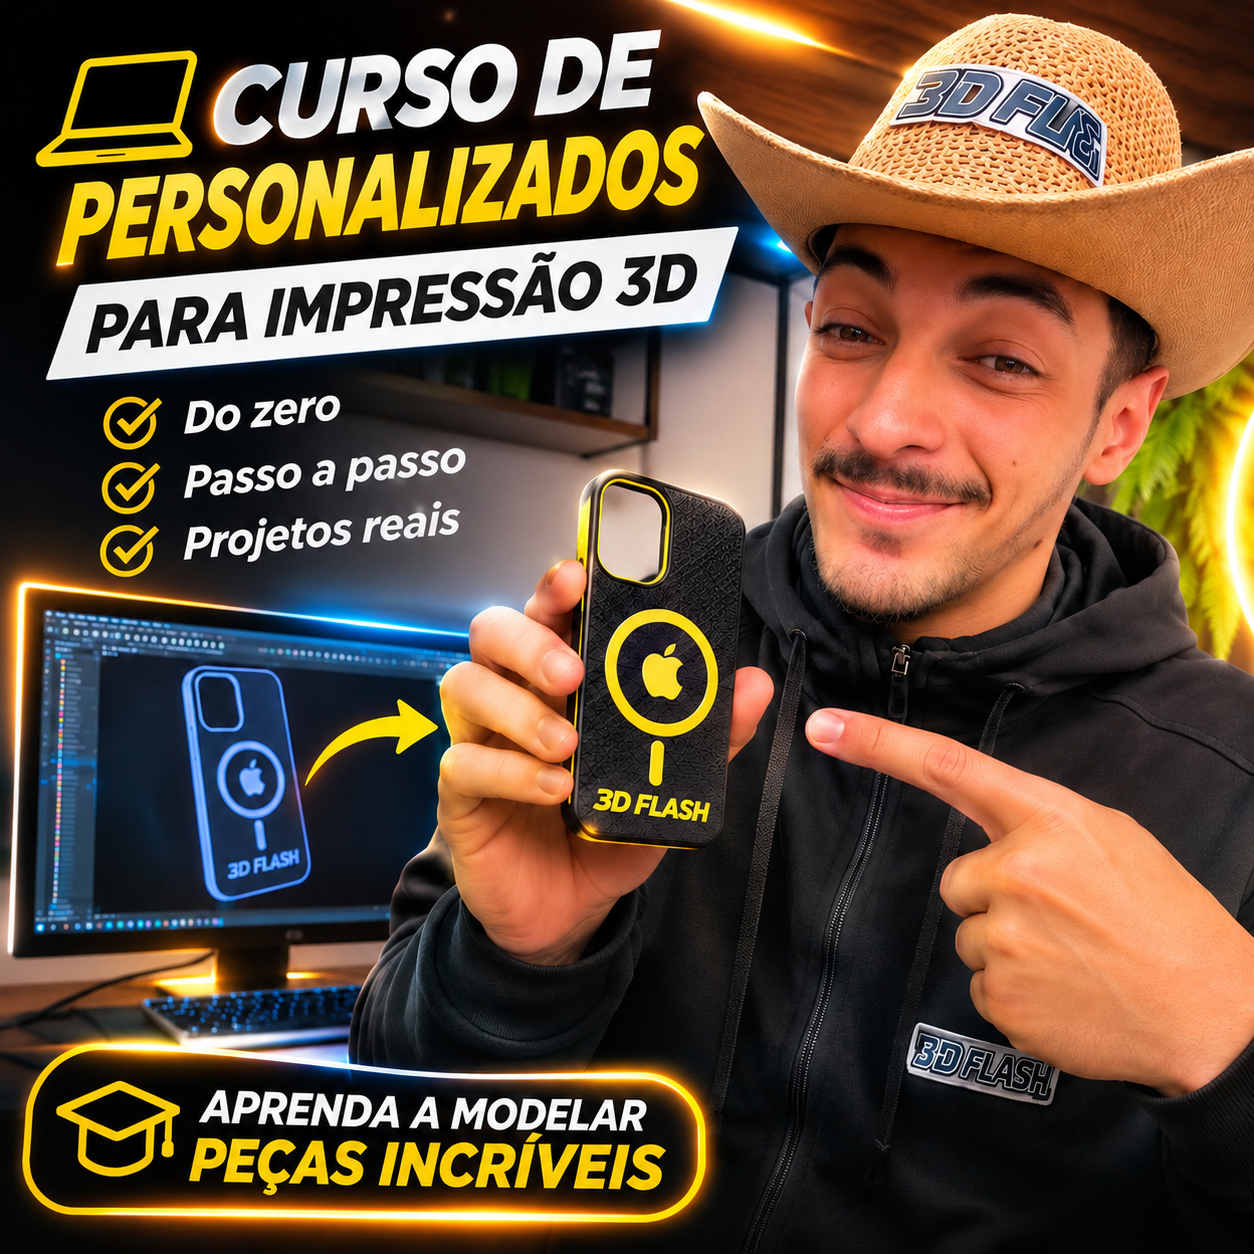 CURSO DE
PERSONALIZADOS
PARA IMPRESSÃO 3D
Do zero
Passo a passo
Projetos reais
3D FLASH
3D FLASH
3D FLASH
APRENDA A MODELAR
PEÇAS INCRÍVEIS